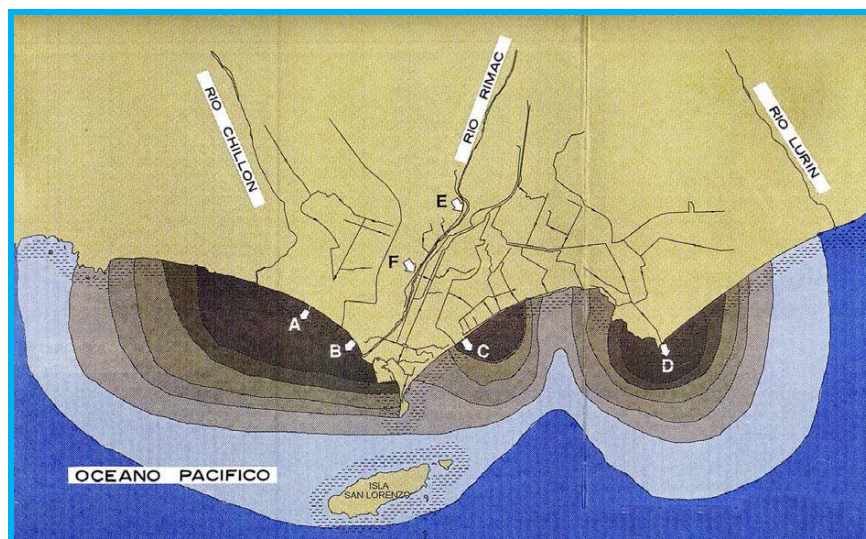 RIO CHILLON
RIO RIMAC
RIO LURIN
E
F
A
B
C
D
OCEANO PACIFICO
ISLA
SAN LORENZO